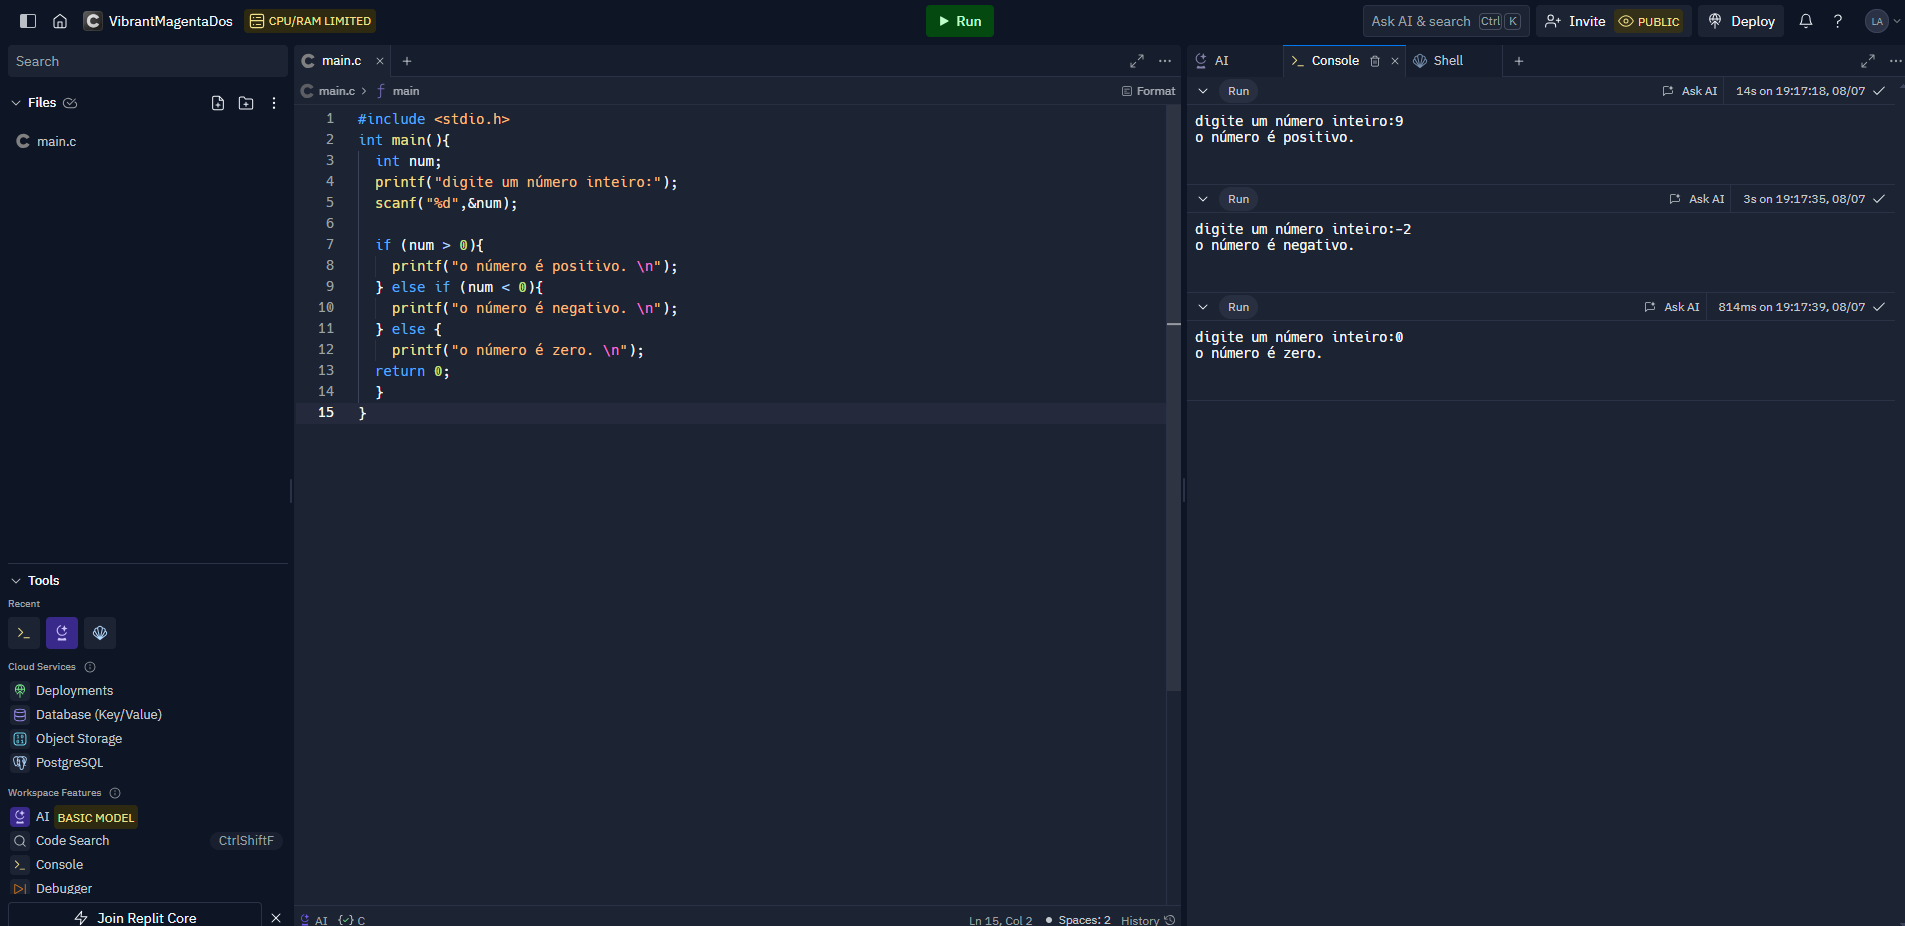 VibrantMagentaDos CPU/RAM LIMITED Run Ask AI & search Ctrl K Invite PUBLIC Deploy LA
Search
Files
main.c
Tools
Recent
Cloud Services
Deployments
Database (Key/Value)
Object Storage
PostgreSQL
Workspace Features
AI BASIC MODEL
Code Search CtrlShiftF
Console
Debugger
Join Replit Core
main.c
main.c > main Format
1 #include <stdio.h>
2 int main(){
3 int num;
4 printf("digite um número inteiro:");
5 scanf("%d",&num);
6
7 if (num > 0){
8 printf("o número é positivo. \n");
9 } else if (num < 0){
10 printf("o número é negativo. \n");
11 } else {
12 printf("o número é zero. \n");
13 return 0;
14 }
15 }
AI C Ln 15, Col 2 Spaces: 2 History
AI Console Shell
Run Ask AI 14s on 19:17:18, 08/07
digite um número inteiro:9
o número é positivo.
Run Ask AI 3s on 19:17:35, 08/07
digite um número inteiro:-2
o número é negativo.
Run Ask AI 814ms on 19:17:39, 08/07
digite um número inteiro:0
o número é zero.